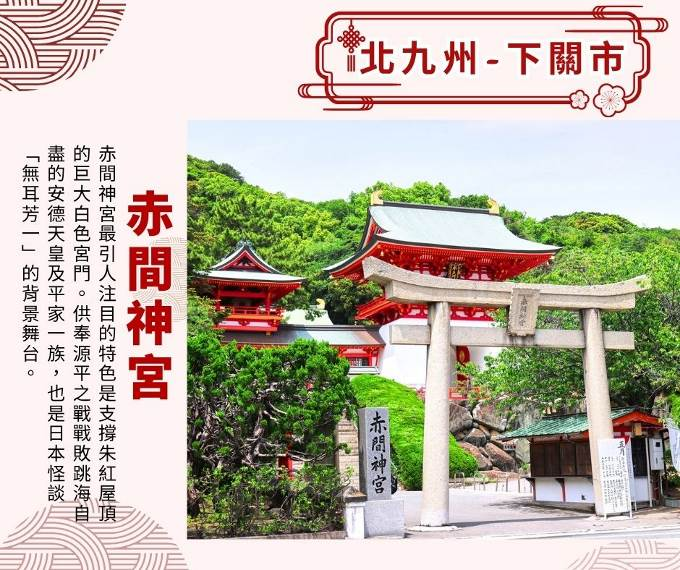 北九州-下關市
赤間神宮
赤間神宮最引人注目的特色是支撐朱紅屋頂
的巨大白色宮門。供奉源平之戰戰敗跳海自
盡的安德天皇及平家一族，也是日本怪談
「無耳芳一」的背景舞台。
赤間神宮